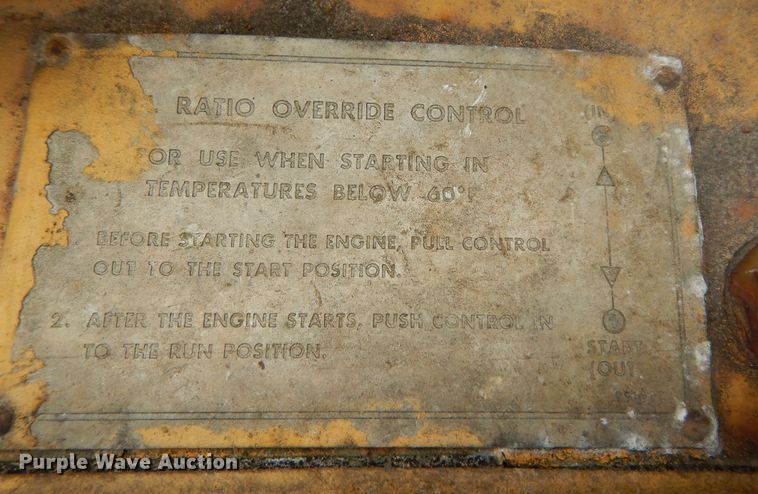 RATIO OVERRIDE CONTROL
OR USE WHEN STARTING IN
TEMPERATURES BELOW 60°F
BEFORE STARTING THE ENGINE, PULL CONTROL
OUT TO THE START POSITION.
2. AFTER THE ENGINE STARTS, PUSH CONTROL IN
TO THE RUN POSITION.
(IN
START
(OUT
Purple Wave Auction